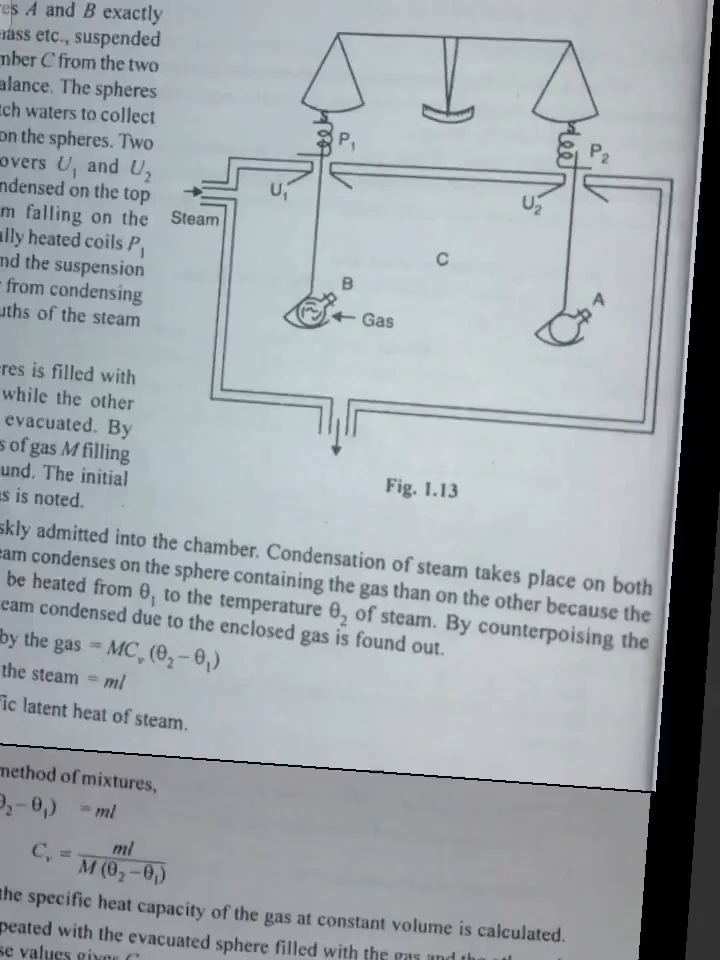 es A and B exactly
mass etc., suspended
mber C from the two
alance. The spheres
tch waters to collect
on the spheres. Two
overs U₁ and U₂
ndensed on the top
m falling on the
ally heated coils P₁
nd the suspension
from condensing
uths of the steam
res is filled with
while the other
evacuated. By
s of gas M filling
und. The initial
s is noted.
S
P₁
S
P₂
U₁
U₂
Steam
C
B
A
Gas
Fig. 1.13
skly admitted into the chamber. Condensation of steam takes place on both
eam condenses on the sphere containing the gas than on the other because the
be heated from θ₁ to the temperature θ₂ of steam. By counterpoising the
eam condensed due to the enclosed gas is found out.
by the gas = MCᵥ (θ₂ – θ₁)
the steam = ml
fic latent heat of steam.
method of mixtures,
θ₂ – θ₁) = ml
Cᵥ = ml / M (θ₂ – θ₁)
the specific heat capacity of the gas at constant volume is calculated.
peated with the evacuated sphere filled with the gas and the
se values gives C